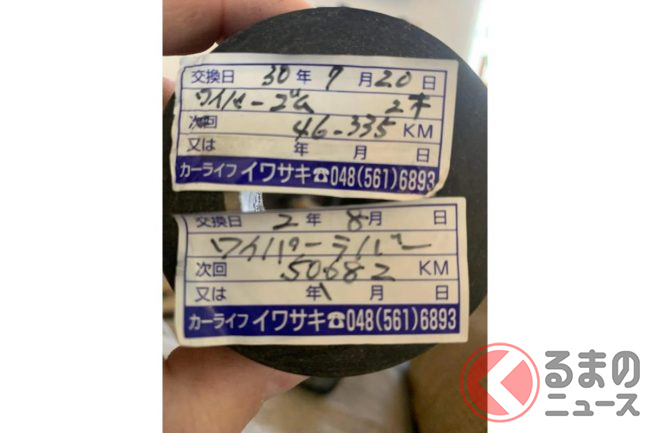 交換日 30年 7月 20日
ワイパーゴム 2本
次回 46-335 KM
又は 年 月 日
カーライフ イワサキ☎048(561)6893
交換日 2年 8月 日
ワイパーラバー
次回 50682 KM
又は 年 月 日
カーライフ イワサキ☎048(561)6893
くるまの
ニュース